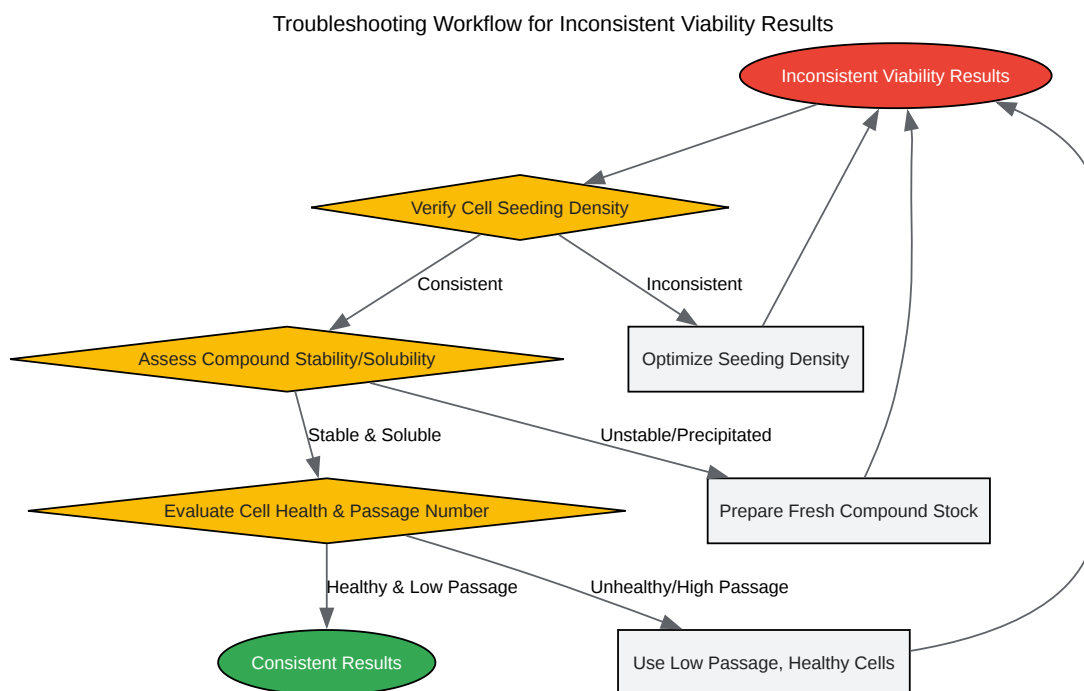 Troubleshooting Workflow for Inconsistent Viability Results
Inconsistent Viability Results
Verify Cell Seeding Density
Consistent
Inconsistent
Assess Compound Stability/Solubility
Optimize Seeding Density
Stable & Soluble
Unstable/Precipitated
Evaluate Cell Health & Passage Number
Prepare Fresh Compound Stock
Healthy & Low Passage
Unhealthy/High Passage
Consistent Results
Use Low Passage, Healthy Cells